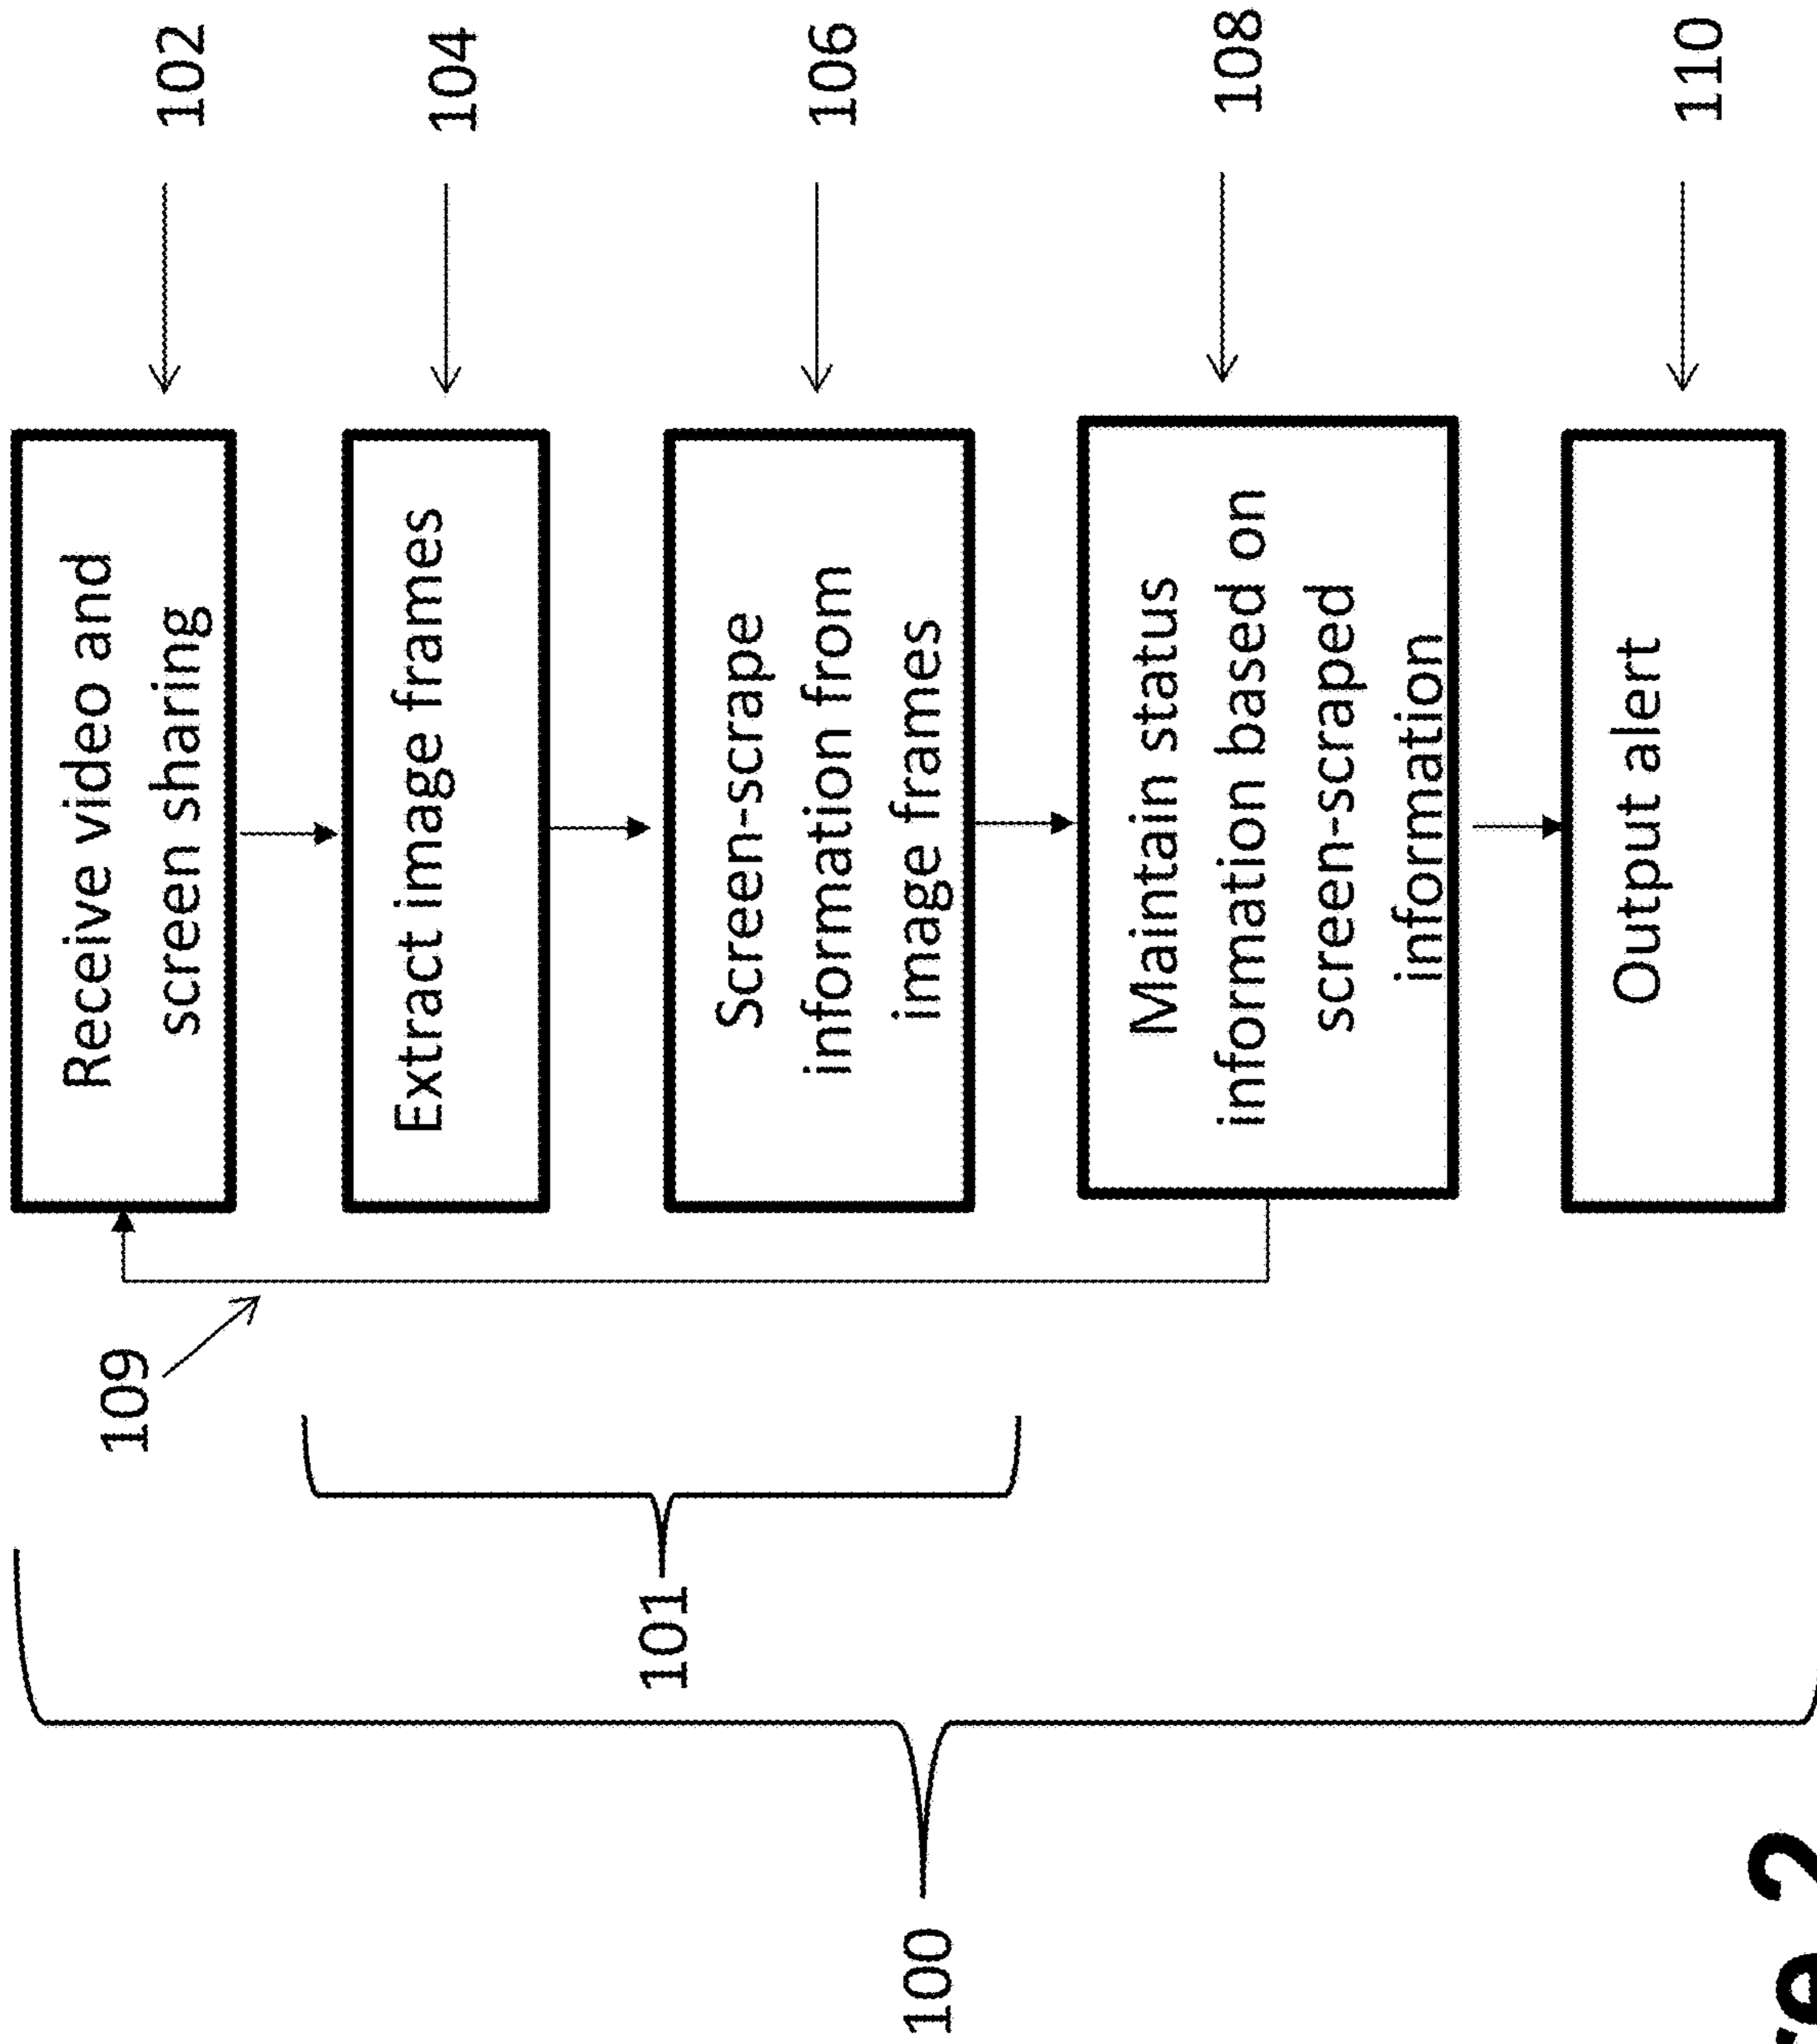 Receive video and
screen sharing
102
109
Extract image frames
104
Screen-scrape
information from
image frames
106
101
100
Maintain status
information based on
screen-scraped
information
108
Output alert
110
2